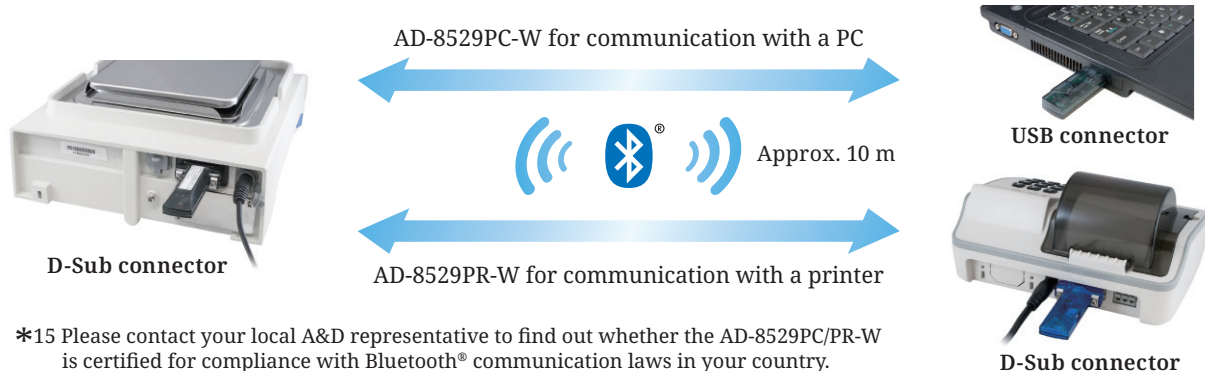 AD-8529PC-W for communication with a PC
USB connector
®
Approx. 10 m
D-Sub connector
AD-8529PR-W for communication with a printer
*15 Please contact your local A&D representative to find out whether the AD-8529PC/PR-W
is certified for compliance with Bluetooth® communication laws in your country.
D-Sub connector